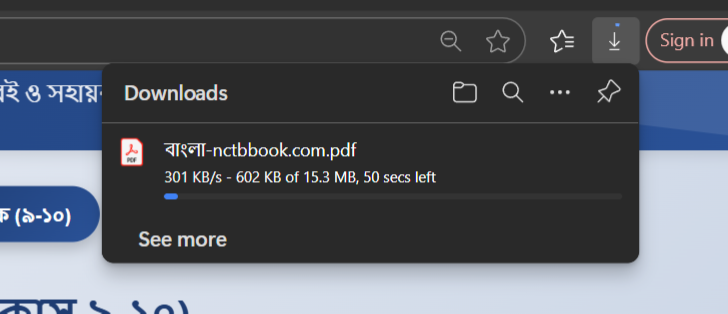 Sign in
ও সহায়
Downloads
PDF
বাংলা-nctbbook.com.pdf
301 KB/s - 602 KB of 15.3 MB, 50 secs left
(৯-১০)
See more
৯-১০)